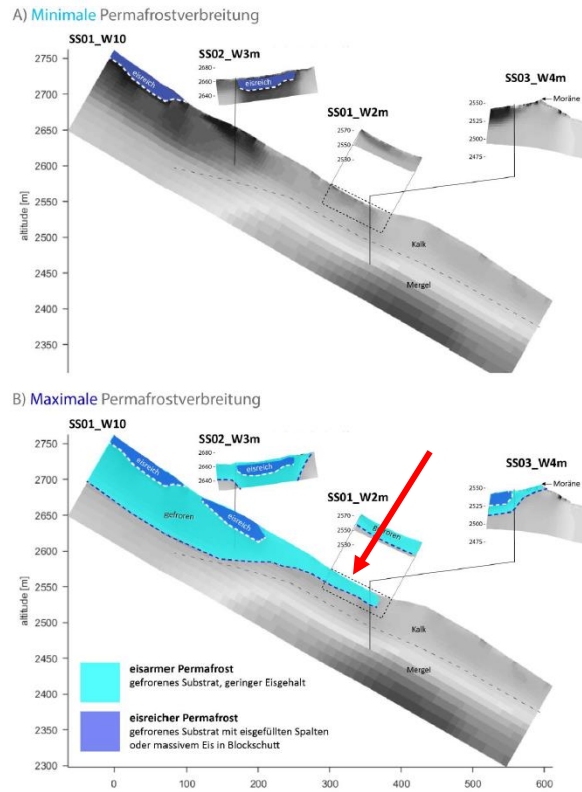 A) Minimale Permafrostverbreitung
SS01_W10
SS02_W3m
SS01_W2m
SS03_W4m
2750
2700
2650
2600
2550
2500
2450
2400
2350
altitude [m]
eisreich
2680
2660
2640
eisreich
2570
2550
2530
2550
2525
2500
2475
Moräne
Kalk
Mergel
B) Maximale Permafrostverbreitung
SS01_W10
SS02_W3m
SS01_W2m
SS03_W4m
2750
2700
2650
2600
2550
2500
2450
2400
2350
2300
altitude [m]
eisreich
gefroren
eisreich
2680
2660
2640
eisreich
2570
2550
2530
gefroren
2550
2525
2500
2475
Moräne
Kalk
Mergel
eisarmer Permafrost
gefrorenes Substrat, geringer Eisgehalt
eisreicher Permafrost
gefrorenes Substrat mit eisgefüllten Spalten
oder massivem Eis in Blockschutt
0 100 200 300 400 500 600